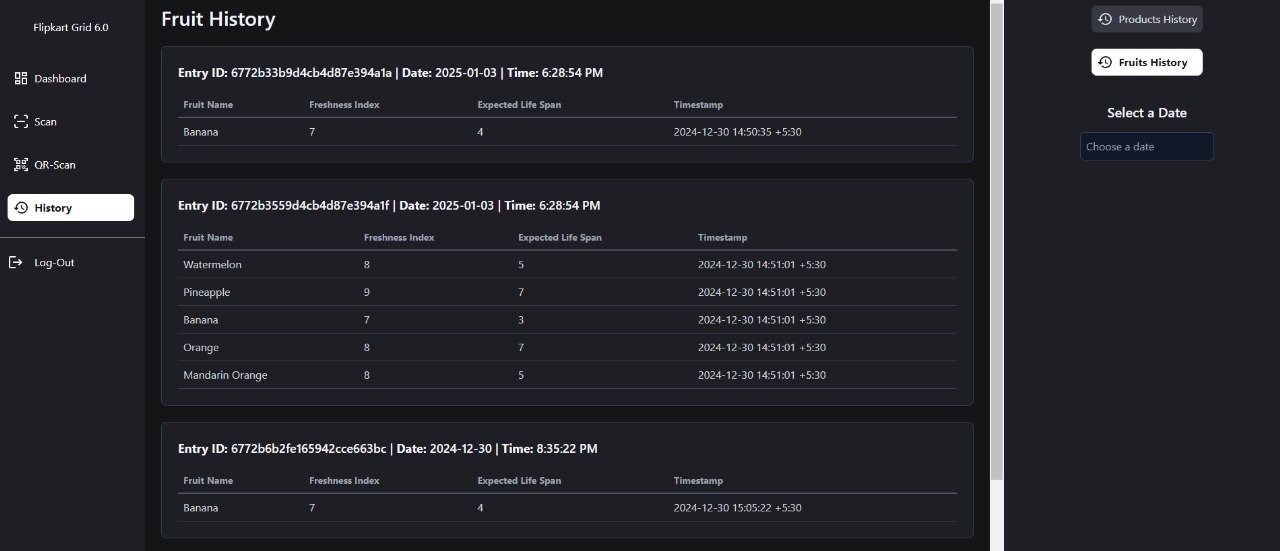 Flipkart Grid 6.0
Dashboard
Scan
QR-Scan
History
Log-Out
Fruit History
Entry ID: 6772b33b9d4cb4d87e394a1a | Date: 2025-01-03 | Time: 6:28:54 PM
Fruit Name Freshness Index Expected Life Span Timestamp
Banana 7 4 2024-12-30 14:50:35 +5:30
Entry ID: 6772b3559d4cb4d87e394a1f | Date: 2025-01-03 | Time: 6:28:54 PM
Fruit Name Freshness Index Expected Life Span Timestamp
Watermelon 8 5 2024-12-30 14:51:01 +5:30
Pineapple 9 7 2024-12-30 14:51:01 +5:30
Banana 7 3 2024-12-30 14:51:01 +5:30
Orange 8 7 2024-12-30 14:51:01 +5:30
Mandarin Orange 8 5 2024-12-30 14:51:01 +5:30
Entry ID: 6772b6b2fe165942cce663bc | Date: 2024-12-30 | Time: 8:35:22 PM
Fruit Name Freshness Index Expected Life Span Timestamp
Banana 7 4 2024-12-30 15:05:22 +5:30
Products History
Fruits History
Select a Date
Choose a date